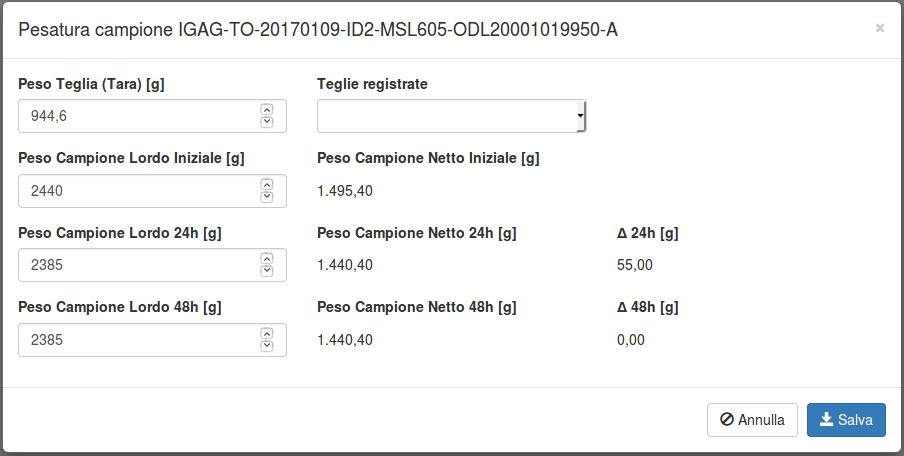 Pesatura campione IGAG-TO-20170109-ID2-MSL605-ODL20001019950-A ×
Peso Teglia (Tara) [g] Teglie registrate
944,6
Peso Campione Lordo Iniziale [g] Peso Campione Netto Iniziale [g]
2440 1.495,40
Peso Campione Lordo 24h [g] Peso Campione Netto 24h [g] Δ 24h [g]
2385 1.440,40 55,00
Peso Campione Lordo 48h [g] Peso Campione Netto 48h [g] Δ 48h [g]
2385 1.440,40 0,00
Annulla Salva